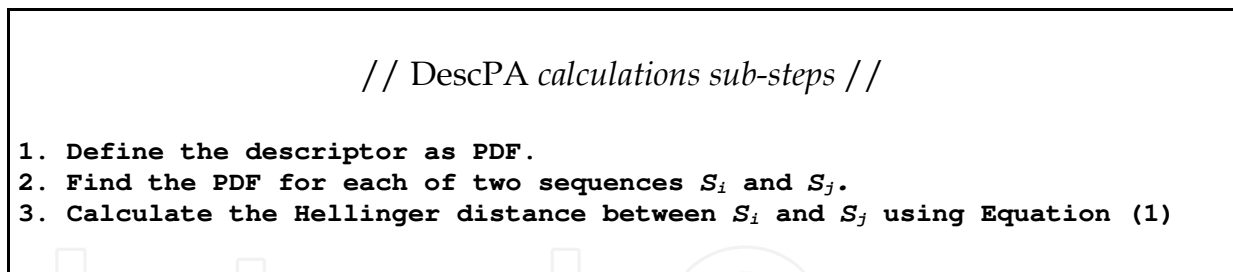 // DescPA calculations sub-steps //
1. Define the descriptor as PDF.
2. Find the PDF for each of two sequences Si and Sj.
3. Calculate the Hellinger distance between Si and Sj using Equation (1)